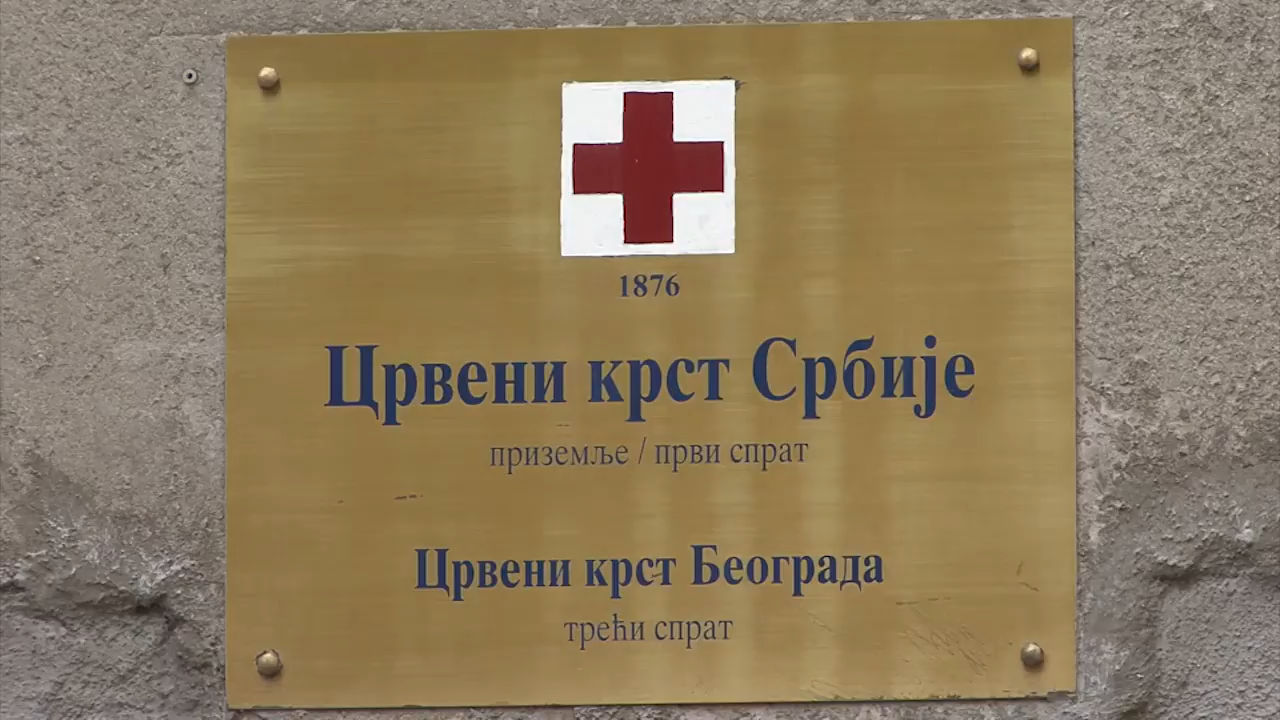 1876
Црвени крст Србије
приземље / први спрат
Црвени крст Београда
трећи спрат